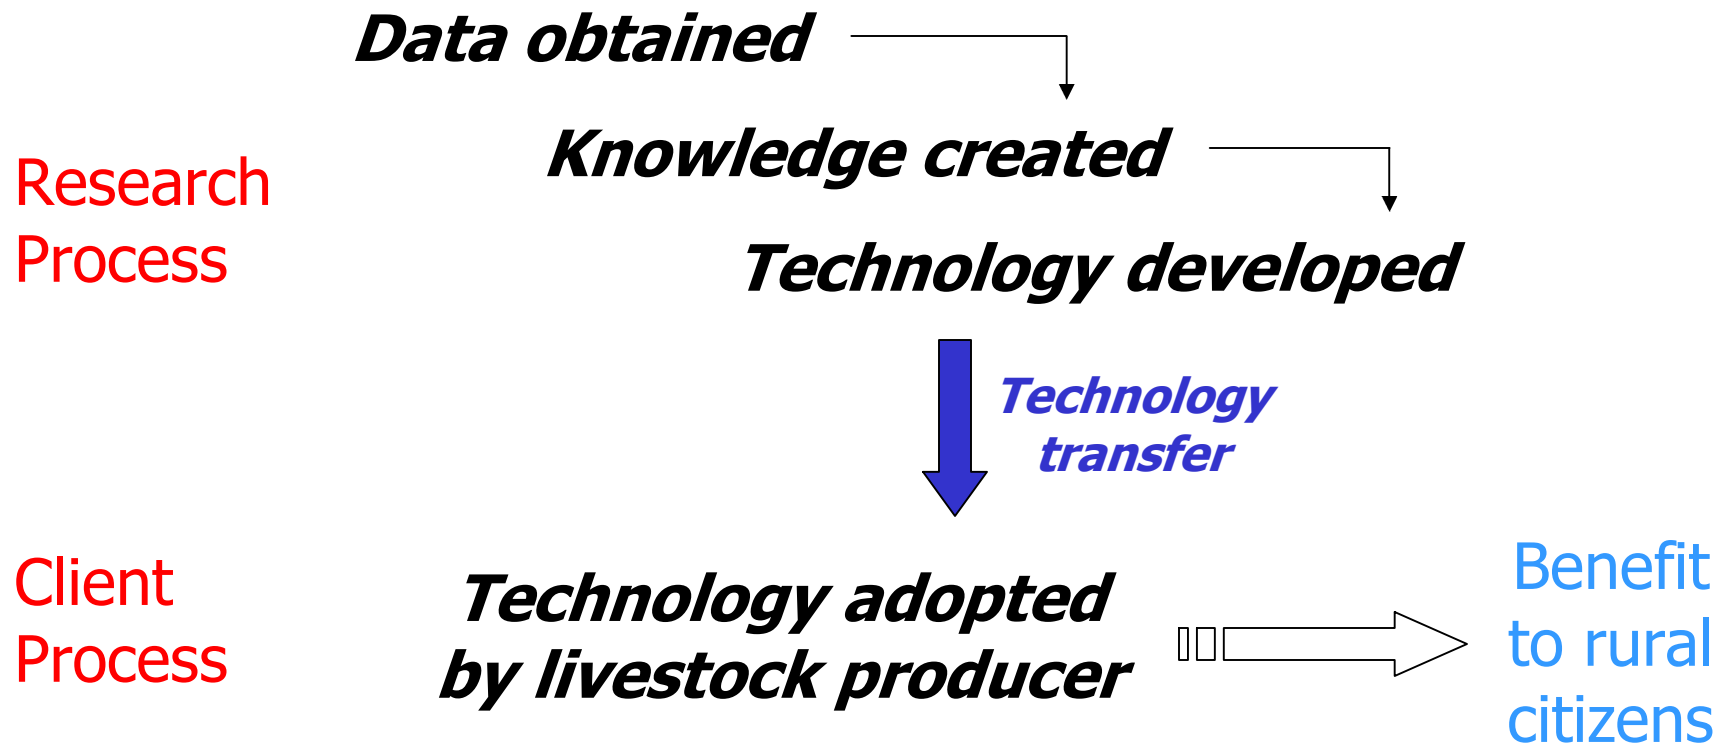 Data obtained
Knowledge created
Research
Process
Technology developed
Technology
transfer
Client
Process
Technology adopted
by livestock producer
Benefit
to rural
citizens